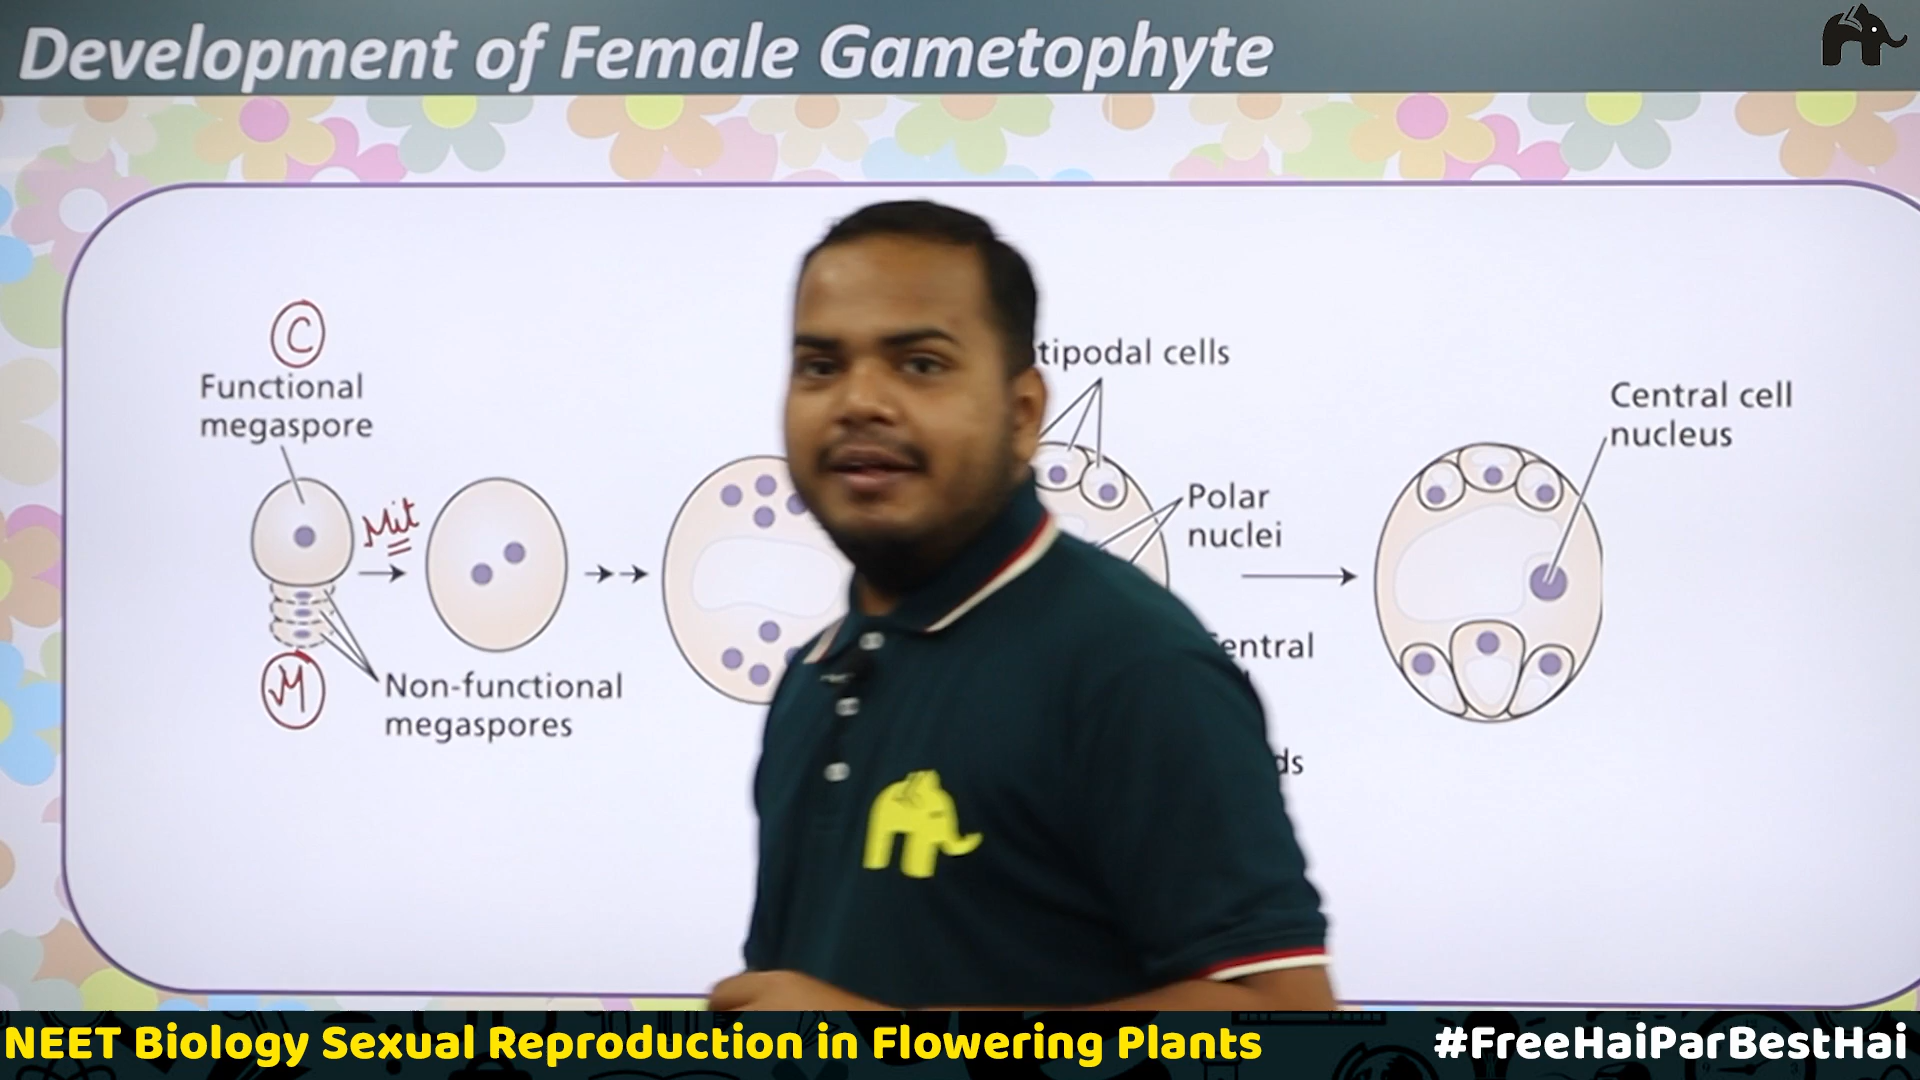 Development of Female Gametophyte
C
Functional
megaspore
Mit
Non-functional
megaspores
M
tipodal cells
Polar
nuclei
entral
ds
Central cell
nucleus
NEET Biology Sexual Reproduction in Flowering Plants
#FreeHaiParBestHai